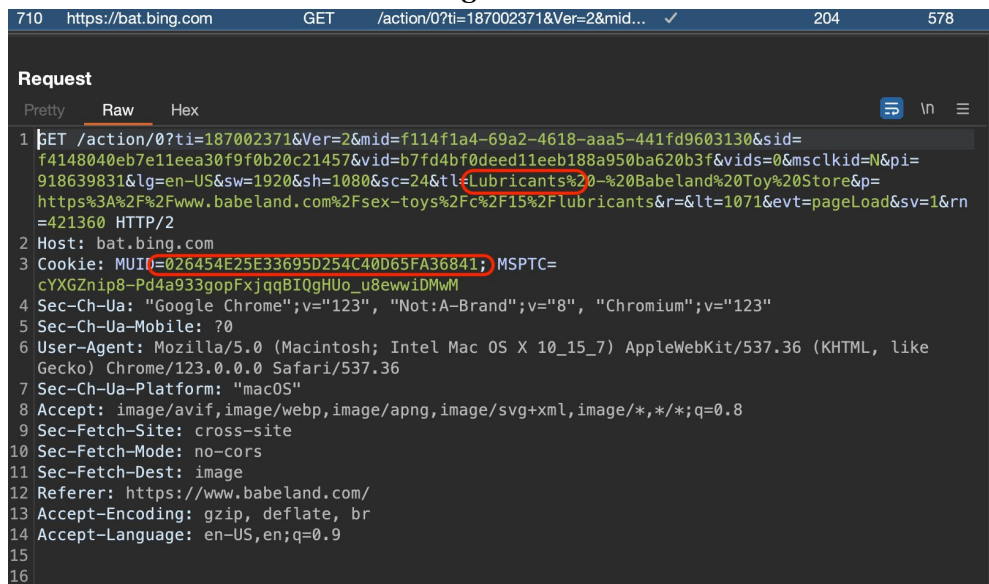 710 https://bat.bing.com GET /action/0?ti=187002371&Ver=2&mid... ✓ 204 578
Request
Pretty Raw Hex \n
1 GET /action/0?ti=187002371&Ver=2&mid=f114f1a4-69a2-4618-aaa5-441fd9603130&sid=
f4148040eb7e11eea30f9f0b20c21457&vid=b7fd4bf0deed11eeb188a950ba620b3f&vids=0&msclkid=N&pi=
918639831&lg=en-US&sw=1920&sh=1080&sc=24&tl=Lubricants%20-%20Babeland%20Toy%20Store&p=
https%3A%2F%2Fwww.babeland.com%2Fsex-toys%2Fc%2F15%2Flubricants&r=&lt=1071&evt=pageLoad&sv=1&rn
=421360 HTTP/2
2 Host: bat.bing.com
3 Cookie: MUID=026454E25E33695D254C40D65FA36841; MSPTC=
cYXGZnip8-Pd4a933gopFxjqqBIQgHUo_u8ewwiDMwM
4 Sec-Ch-Ua: "Google Chrome";v="123", "Not:A-Brand";v="8", "Chromium";v="123"
5 Sec-Ch-Ua-Mobile: ?0
6 User-Agent: Mozilla/5.0 (Macintosh; Intel Mac OS X 10_15_7) AppleWebKit/537.36 (KHTML, like
Gecko) Chrome/123.0.0.0 Safari/537.36
7 Sec-Ch-Ua-Platform: "macOS"
8 Accept: image/avif,image/webp,image/apng,image/svg+xml,image/*,*/*;q=0.8
9 Sec-Fetch-Site: cross-site
10 Sec-Fetch-Mode: no-cors
11 Sec-Fetch-Dest: image
12 Referer: https://www.babeland.com/
13 Accept-Encoding: gzip, deflate, br
14 Accept-Language: en-US,en;q=0.9
15
16